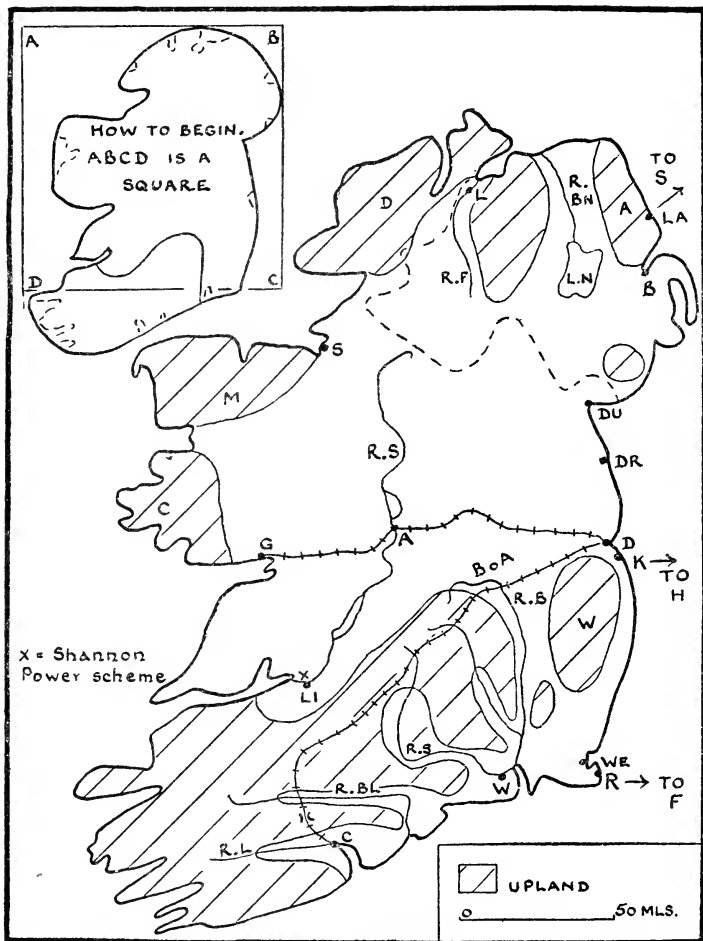 A
B
HOW TO BEGIN.
ABCD IS A
SQUARE
D
C
D
L
R.
BN
A
TO
S
LA
R.F
L.N
B
S
M
DU
R.S
DR
C
G
A
D
K → TO
H
BOA
R.B
W
X = Shannon
Power scheme
X
LI
R.S
W
WE
R → TO
F
R.BL
C
R.L
UPLAND
0 50 MLS.